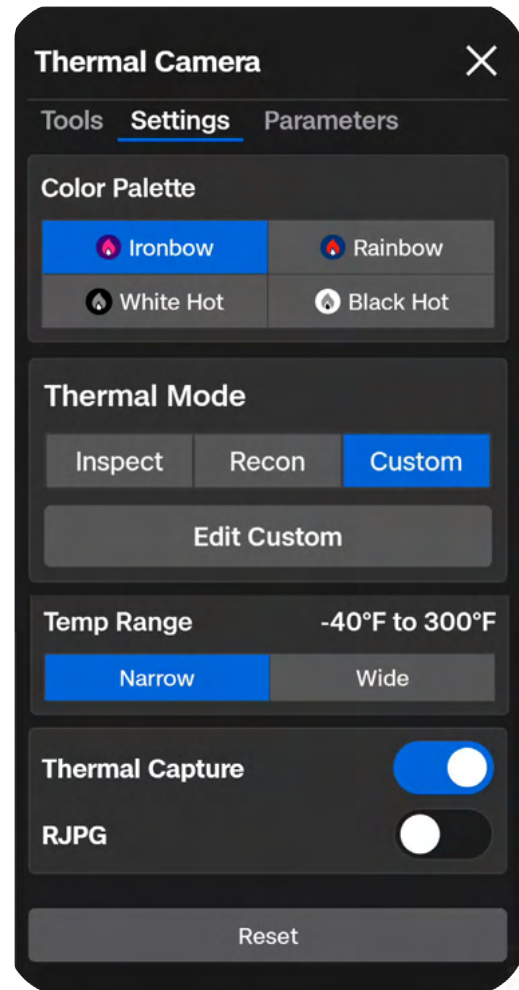 Thermal Camera
Tools Settings Parameters
Color Palette
Ironbow Rainbow
White Hot Black Hot
Thermal Mode
Inspect Recon Custom
Edit Custom
Temp Range -40°F to 300°F
Narrow Wide
Thermal Capture
RJPG
Reset